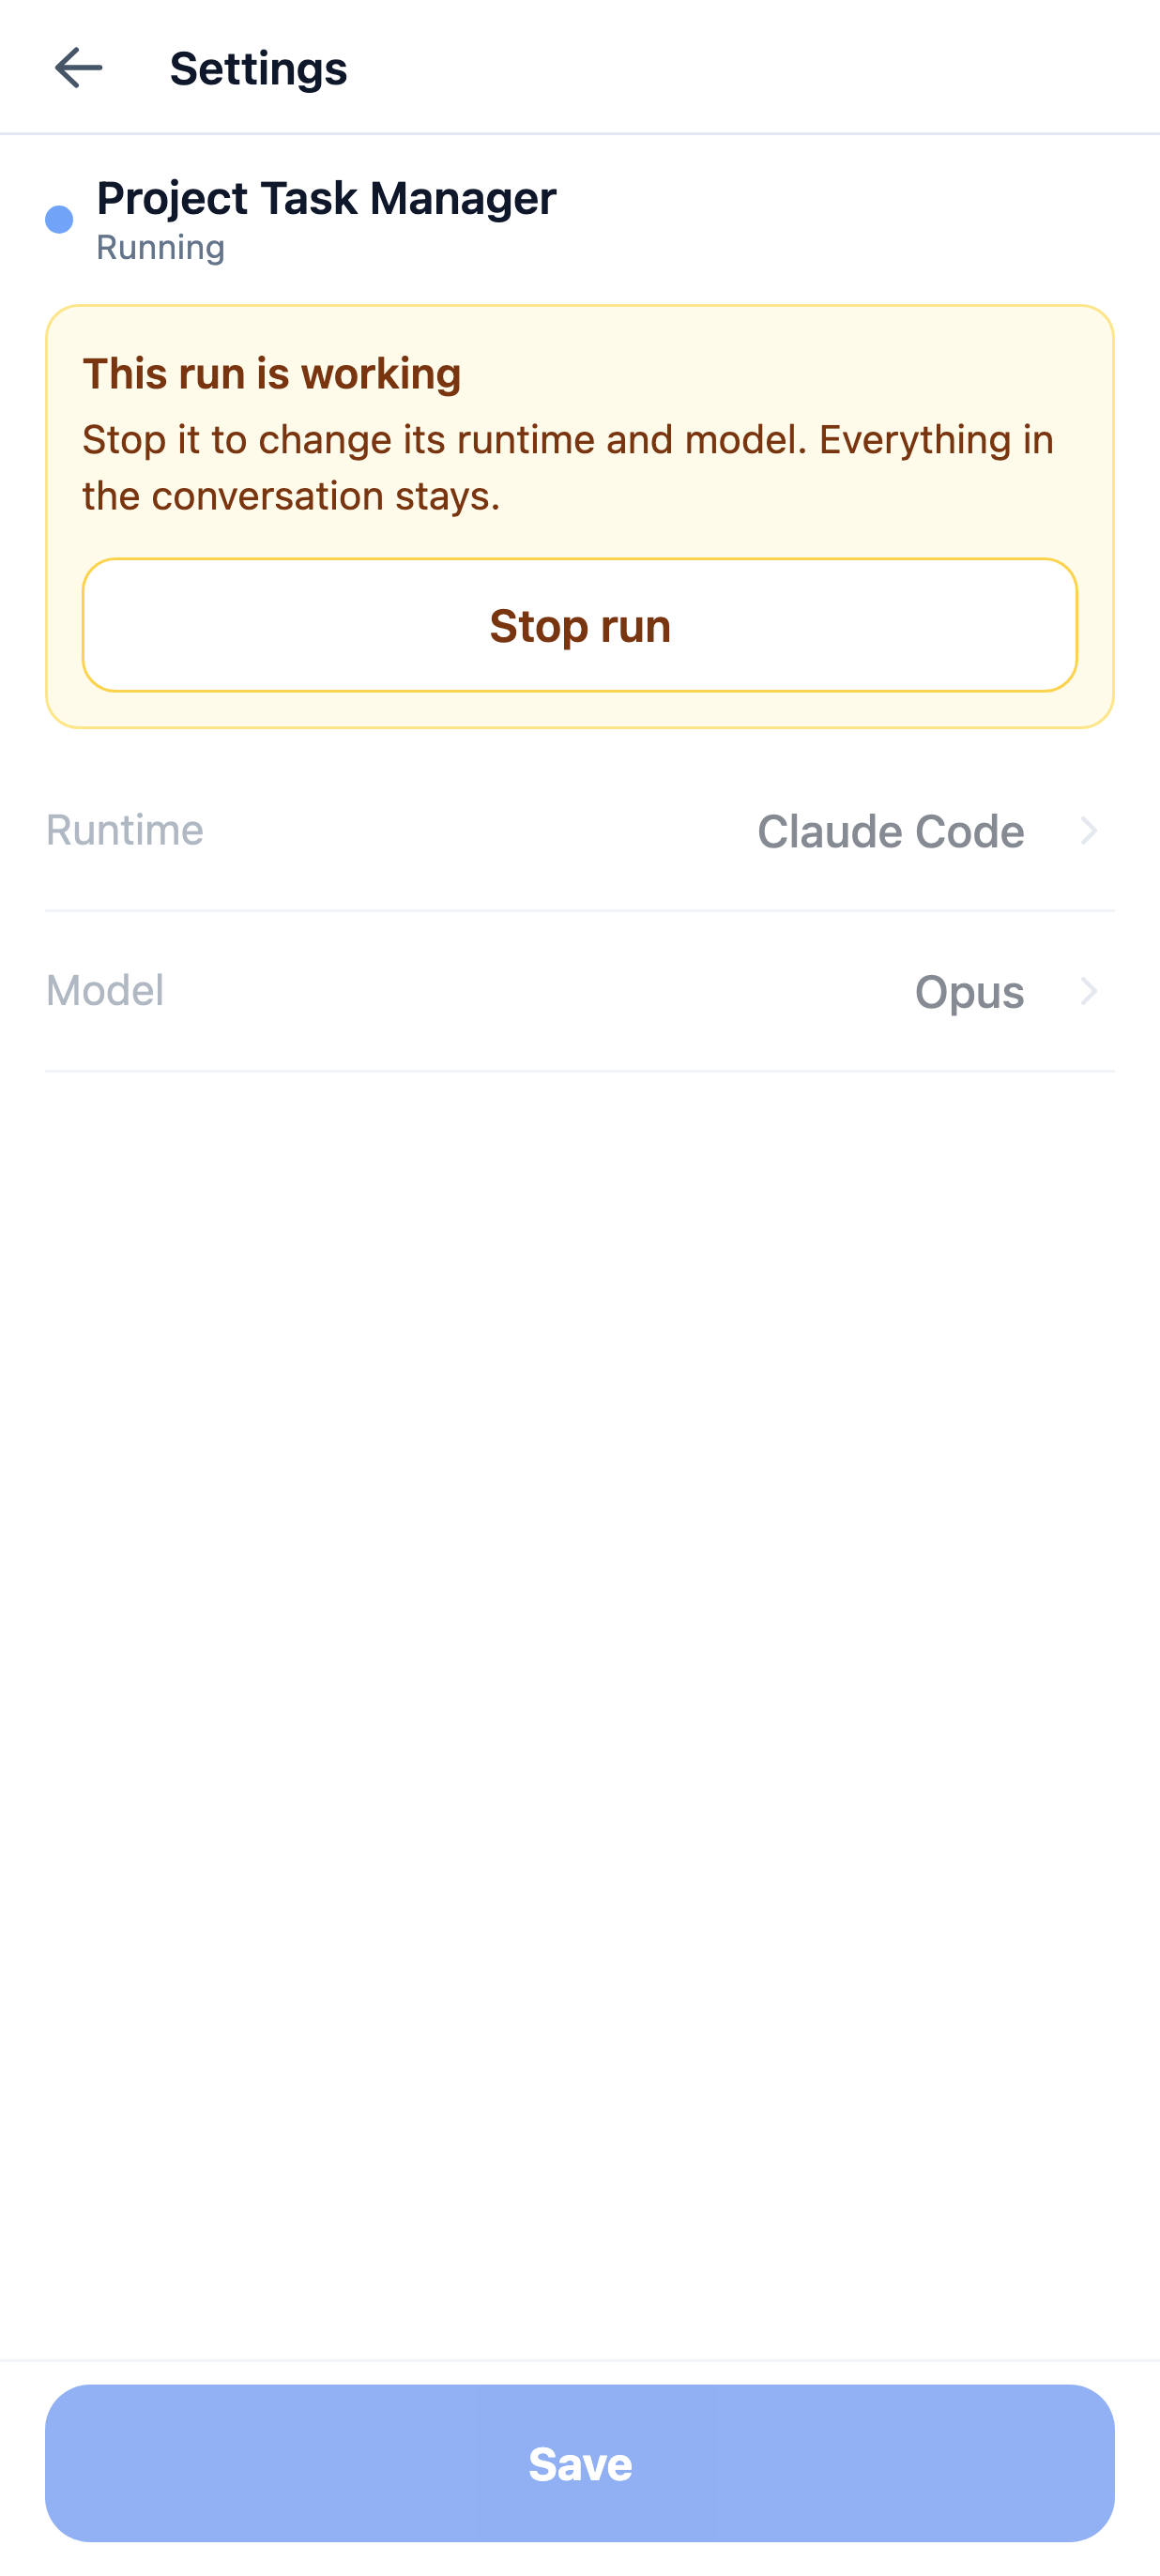 Settings
Project Task Manager
Running
This run is working
Stop it to change its runtime and model. Everything in
the conversation stays.
Stop run
Runtime
Claude Code
Model
Opus
Save